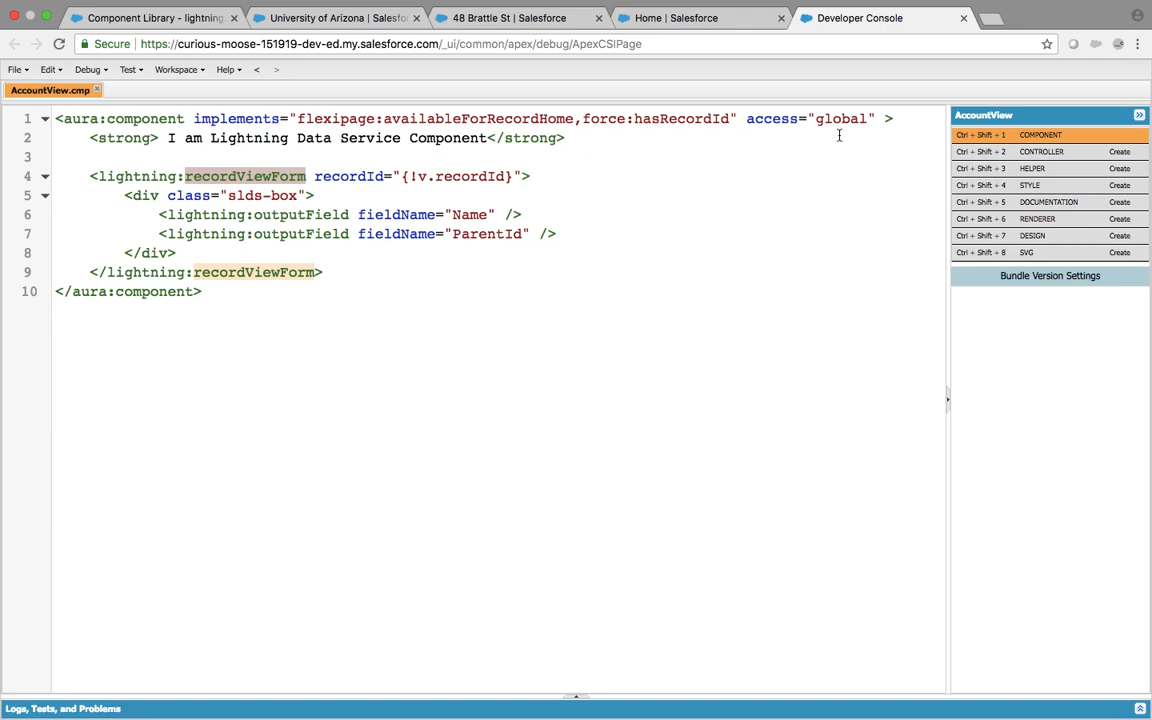 Component Library - lightning
University of Arizona | Salesfo
48 Brattle St | Salesforce
Home | Salesforce
Developer Console
Secure
https://curious-moose-151919-dev-ed.my.salesforce.com/_ui/common/apex/debug/ApexCSIPage
File Edit Debug Test Workspace Help < >
AccountView.cmp
1 <aura:component implements="flexipage:availableForRecordHome,force:hasRecordId" access="global" >
2 <strong> I am Lightning Data Service Component</strong>
3
4 <lightning:recordViewForm recordId="{!v.recordId}">
5 <div class="slds-box">
6 <lightning:outputField fieldName="Name" />
7 <lightning:outputField fieldName="ParentId" />
8 </div>
9 </lightning:recordViewForm>
10 </aura:component>
AccountView
Ctrl + Shift + 1 COMPONENT
Ctrl + Shift + 2 CONTROLLER Create
Ctrl + Shift + 3 HELPER Create
Ctrl + Shift + 4 STYLE Create
Ctrl + Shift + 5 DOCUMENTATION Create
Ctrl + Shift + 6 RENDERER Create
Ctrl + Shift + 7 DESIGN Create
Ctrl + Shift + 8 SVG Create
Bundle Version Settings
Logs, Tests, and Problems